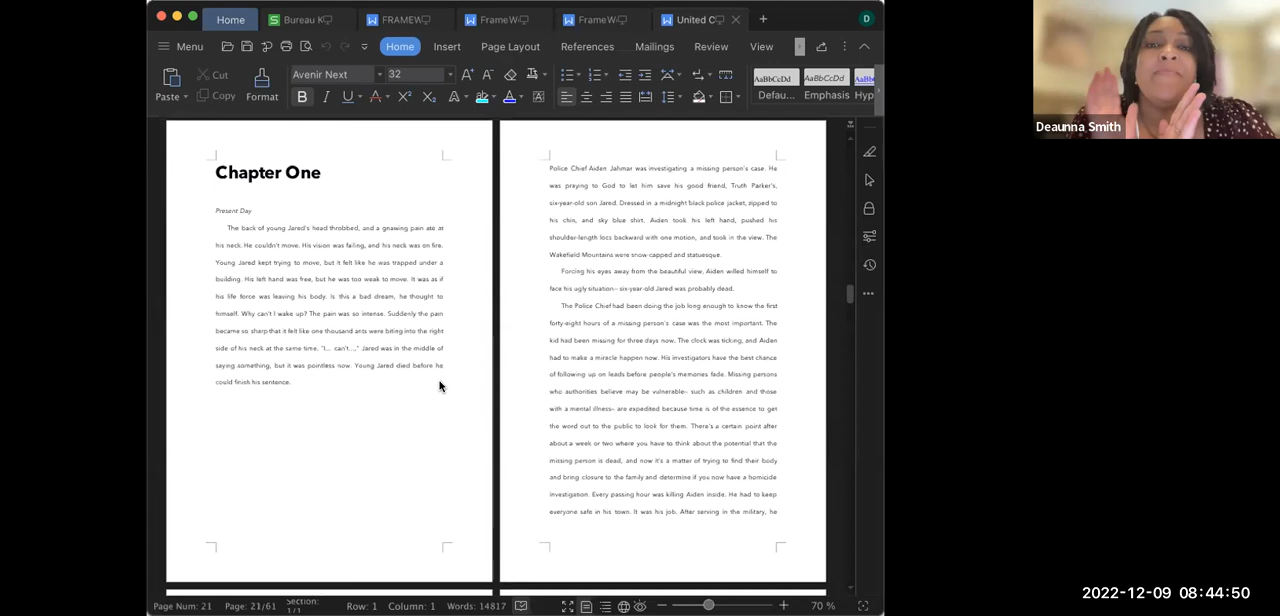 Home
Bureau K
FRAMEW
FrameW
FrameW
United C
D
Menu
Home
Insert
Page Layout
References
Mailings
Review
View
Paste
Cut
Copy
Format
Avenir Next
32
AaBbCcDd
AaBbCcDd
AaBbC
Defau...
Emphasis
Hyp
Chapter One
Present Day
The back of young Jared's head throbbed, and a gnawing pain ate at
his neck. He couldn't move. His vision was failing, and his neck was on fire.
Young Jared kept trying to move, but it felt like he was trapped under a
building. His left hand was free, but he was too weak to move. It was as if
his life force was leaving his body. Is this a bad dream, he thought to
himself. Why can't I wake up? The pain was so intense. Suddenly the pain
became so sharp that it felt like one thousand ants were biting into the right
side of his neck at the same time. "I... can't...," Jared was in the middle of
saying something, but it was pointless now. Young Jared died before he
could finish his sentence.
Police Chief Aiden Jahmar was investigating a missing person's case. He
was praying to God to let him save his good friend, Truth Parker's,
six-year-old son Jared. Dressed in a midnight black police jacket, zipped to
his chin, and sky blue shirt. Aiden took his left hand, pushed his
shoulder-length locs backward with one motion, and took in the view. The
Wakefield Mountains were snow-capped and statuesque.
Forcing his eyes away from the beautiful view, Aiden willed himself to
face his ugly situation– six-year-old Jared was probably dead.
The Police Chief had been doing the job long enough to know the first
forty-eight hours of a missing person's case was the most important. The
kid had been missing for three days now. The clock was ticking, and Aiden
had to make a miracle happen now. His investigators have the best chance
of following up on leads before people's memories fade. Missing persons
who authorities believe may be vulnerable– such as children and those
with a mental illness– are expedited because time is of the essence to get
the word out to the public to look for them. There's a certain point after
about a week or two where you have to think about the potential that the
missing person is dead, and now it's a matter of trying to find their body
and bring closure to the family and determine if you now have a homicide
investigation. Every passing hour was killing Aiden inside. He had to keep
everyone safe in his town. It was his job. After serving in the military, he
Page Num: 21
Page: 21/61
Section: 1/1
Row: 1
Column: 1
Words: 14817
70 %
Deaunna Smith
2022-12-09 08:44:50